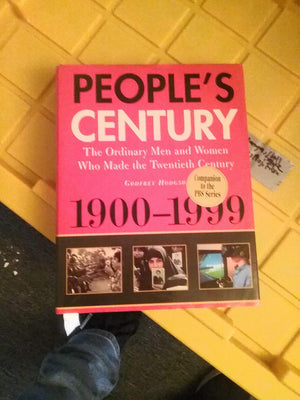 PEOPLE'S
CENTURY
The Ordinary Men and Women
Who Made the Twentieth Century
GODFREY HODGSON
Companion
to the
PBS Series
1900–1999